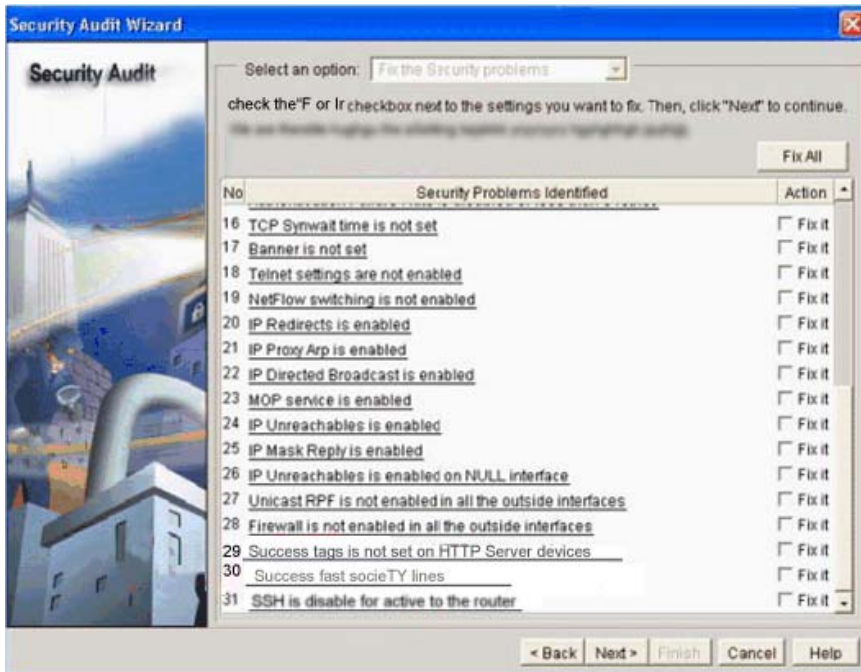 Security Audit Wizard
Security Audit
Select an option: Fix the Security problems
check the"F or Ir checkbox next to the settings you want to fix. Then, click "Next" to continue.
Fix All
No Security Problems Identified Action
16 TCP Synwait time is not set Fix it
17 Banner is not set Fix it
18 Telnet settings are not enabled Fix it
19 NetFlow switching is not enabled Fix it
20 IP Redirects is enabled Fix it
21 IP Proxy Arp is enabled Fix it
22 IP Directed Broadcast is enabled Fix it
23 MOP service is enabled Fix it
24 IP Unreachables is enabled Fix it
25 IP Mask Reply is enabled Fix it
26 IP Unreachables is enabled on NULL interface Fix it
27 Unicast RPF is not enabled in all the outside interfaces Fix it
28 Firewall is not enabled in all the outside interfaces Fix it
29 Success tags is not set on HTTP Server devices Fix it
30 Success fast socieTY lines Fix it
31 SSH is disable for active to the router Fix it
< Back Next > Finish Cancel Help